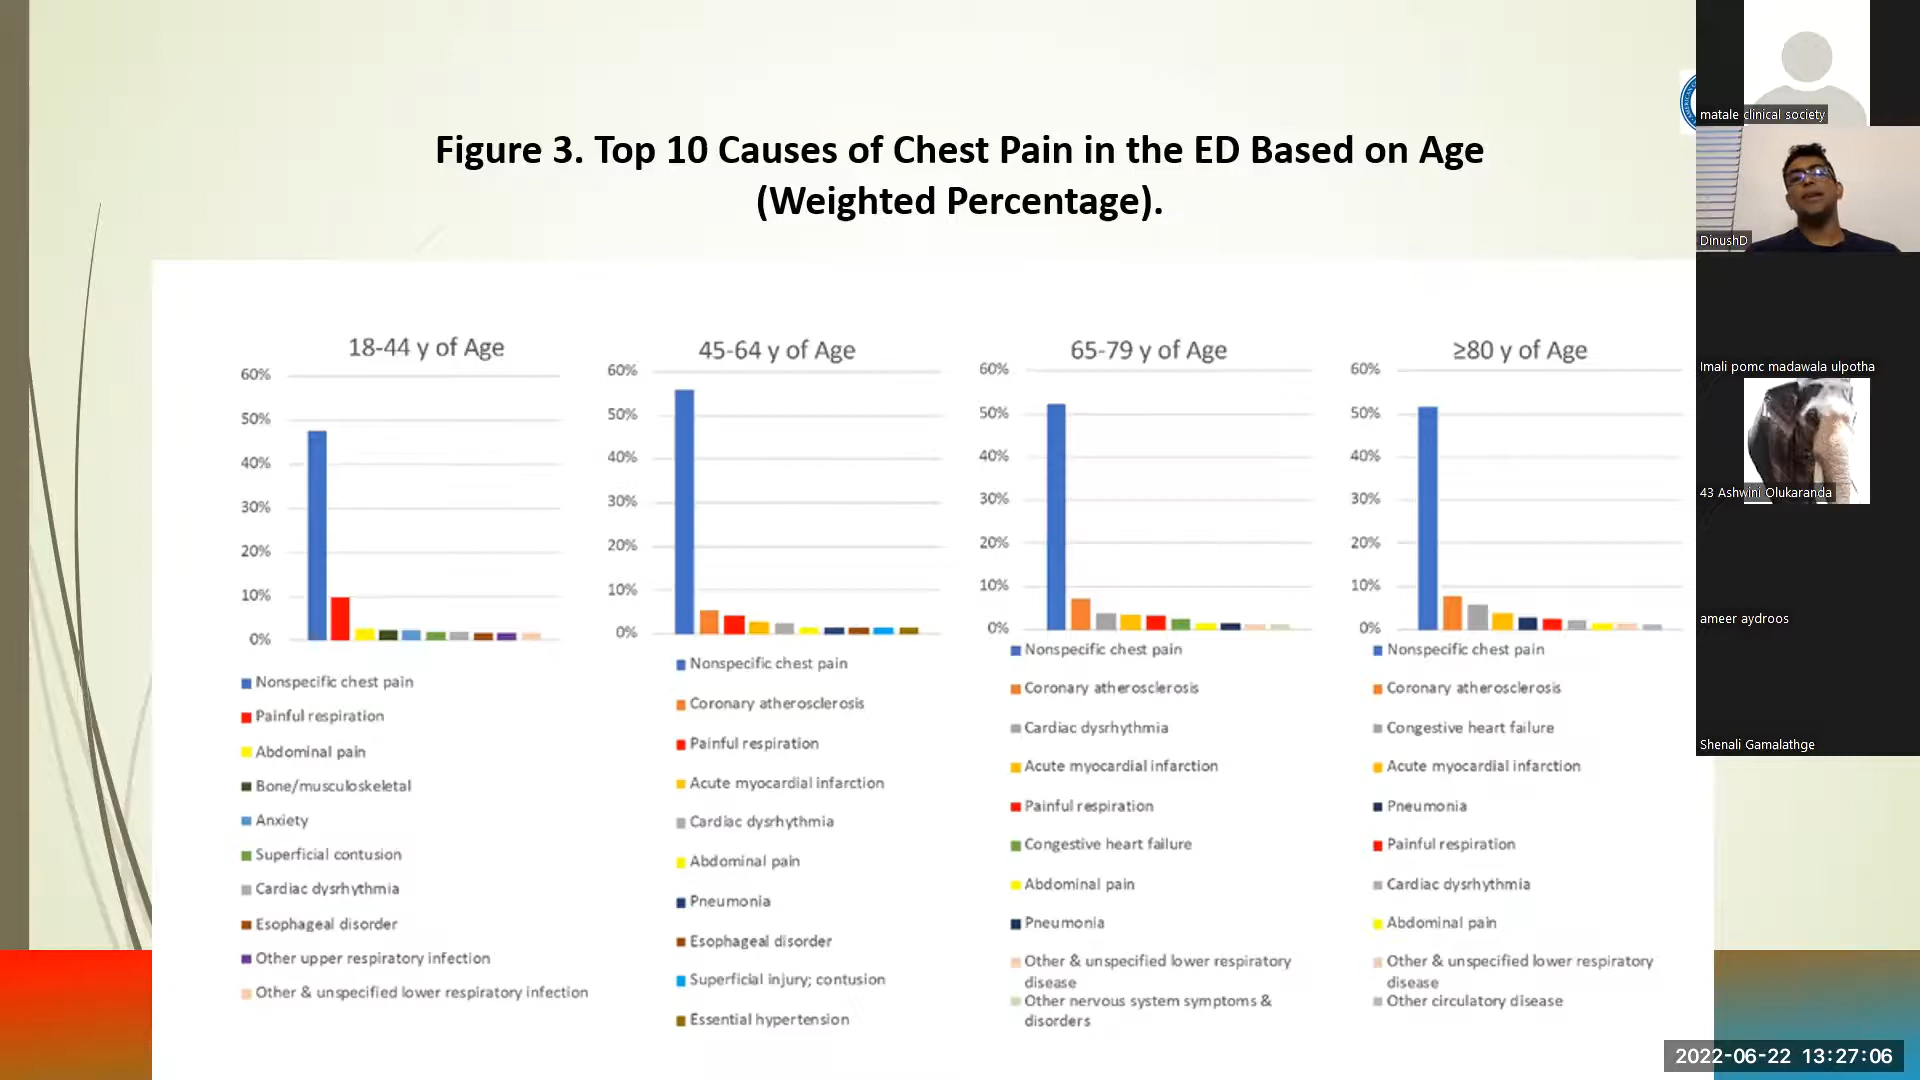 Figure 3. Top 10 Causes of Chest Pain in the ED Based on Age
(Weighted Percentage).
18-44 y of Age
60%
50%
40%
30%
20%
10%
0%
Nonspecific chest pain
Painful respiration
Abdominal pain
Bone/musculoskeletal
Anxiety
Superficial contusion
Cardiac dysrhythmia
Esophageal disorder
Other upper respiratory infection
Other & unspecified lower respiratory infection
45-64 y of Age
60%
50%
40%
30%
20%
10%
0%
Nonspecific chest pain
Coronary atherosclerosis
Painful respiration
Acute myocardial infarction
Cardiac dysrhythmia
Abdominal pain
Pneumonia
Esophageal disorder
Superficial injury; contusion
Essential hypertension
65-79 y of Age
60%
50%
40%
30%
20%
10%
0%
Nonspecific chest pain
Coronary atherosclerosis
Cardiac dysrhythmia
Acute myocardial infarction
Painful respiration
Congestive heart failure
Abdominal pain
Pneumonia
Other & unspecified lower respiratory
disease
Other nervous system symptoms &
disorders
≥80 y of Age
60%
50%
40%
30%
20%
10%
0%
Nonspecific chest pain
Coronary atherosclerosis
Congestive heart failure
Acute myocardial infarction
Pneumonia
Painful respiration
Cardiac dysrhythmia
Abdominal pain
Other & unspecified lower respiratory
disease
Other circulatory disease
matale clinical society
DinushD
Imali pomc madawala ulpotha
43 Ashwini Olukaranda
ameer aydroos
Shenali Gamalathge
2022-06-22 13:27:06